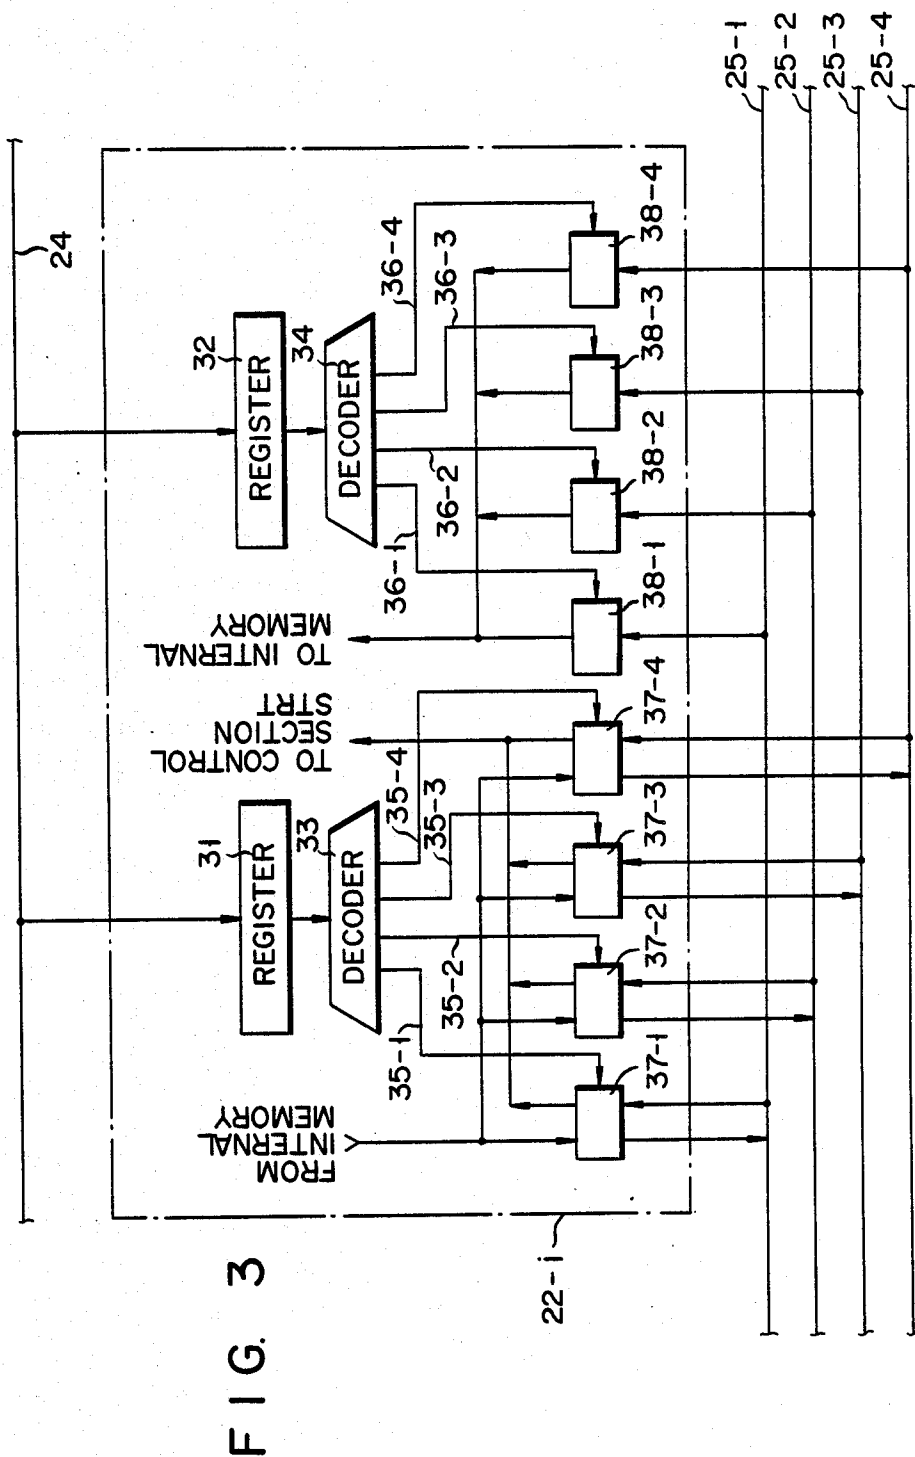 FIG. 3
24
22-i
REGISTER
31
DECODER
33
35-1
35-2
35-3
35-4
FROM
INTERNAL
MEMORY
TO CONTROL
SECTION
STRT
TO INTERNAL
MEMORY
REGISTER
32
DECODER
34
36-1
36-2
36-3
36-4
37-1
37-2
37-3
37-4
38-1
38-2
38-3
38-4
25-1
25-2
25-3
25-4